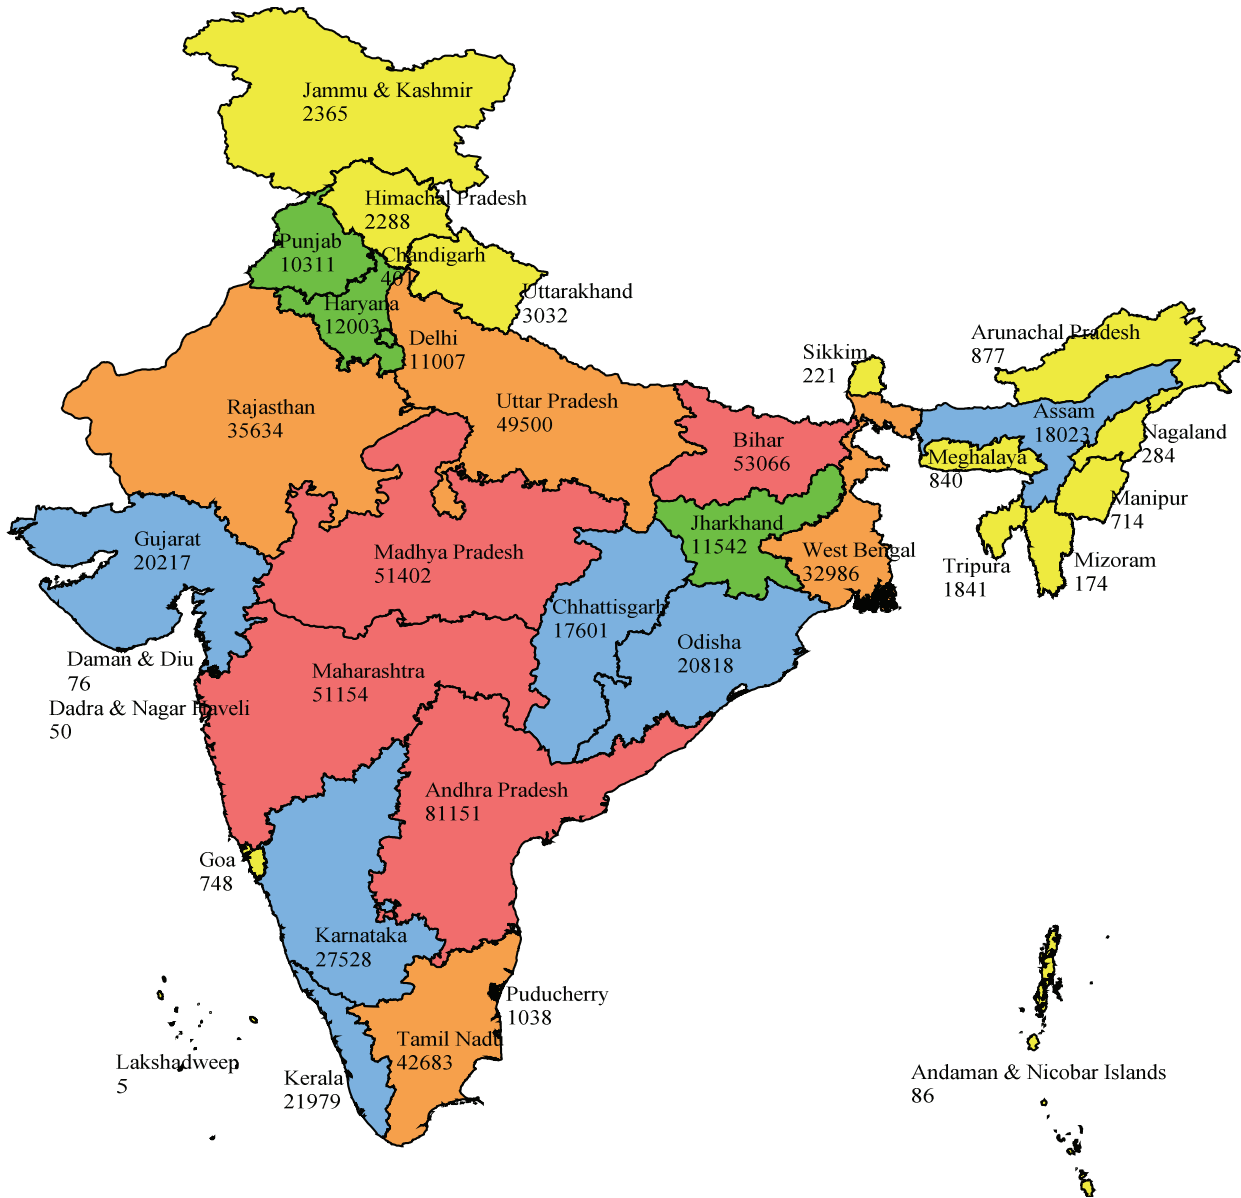 Jammu & Kashmir
2365
Himachal Pradesh
2288
Punjab
10311
Chandigarh
401
Uttarakhand
3032
Haryana
12003
Delhi
11007
Arunachal Pradesh
877
Sikkim
221
Rajasthan
35634
Uttar Pradesh
49500
Bihar
53066
Assam
18023
Nagaland
284
Meghalaya
840
Manipur
714
Gujarat
20217
Jharkhand
11542
Madhya Pradesh
51402
West Bengal
32986
Tripura
1841
Mizoram
174
Chhattisgarh
17601
Odisha
20818
Daman & Diu
76
Maharashtra
51154
Dadra & Nagar Haveli
50
Andhra Pradesh
81151
Goa
748
Karnataka
27528
Puducherry
1038
Tamil Nadu
42683
Lakshadweep
5
Kerala
21979
Andaman & Nicobar Islands
86